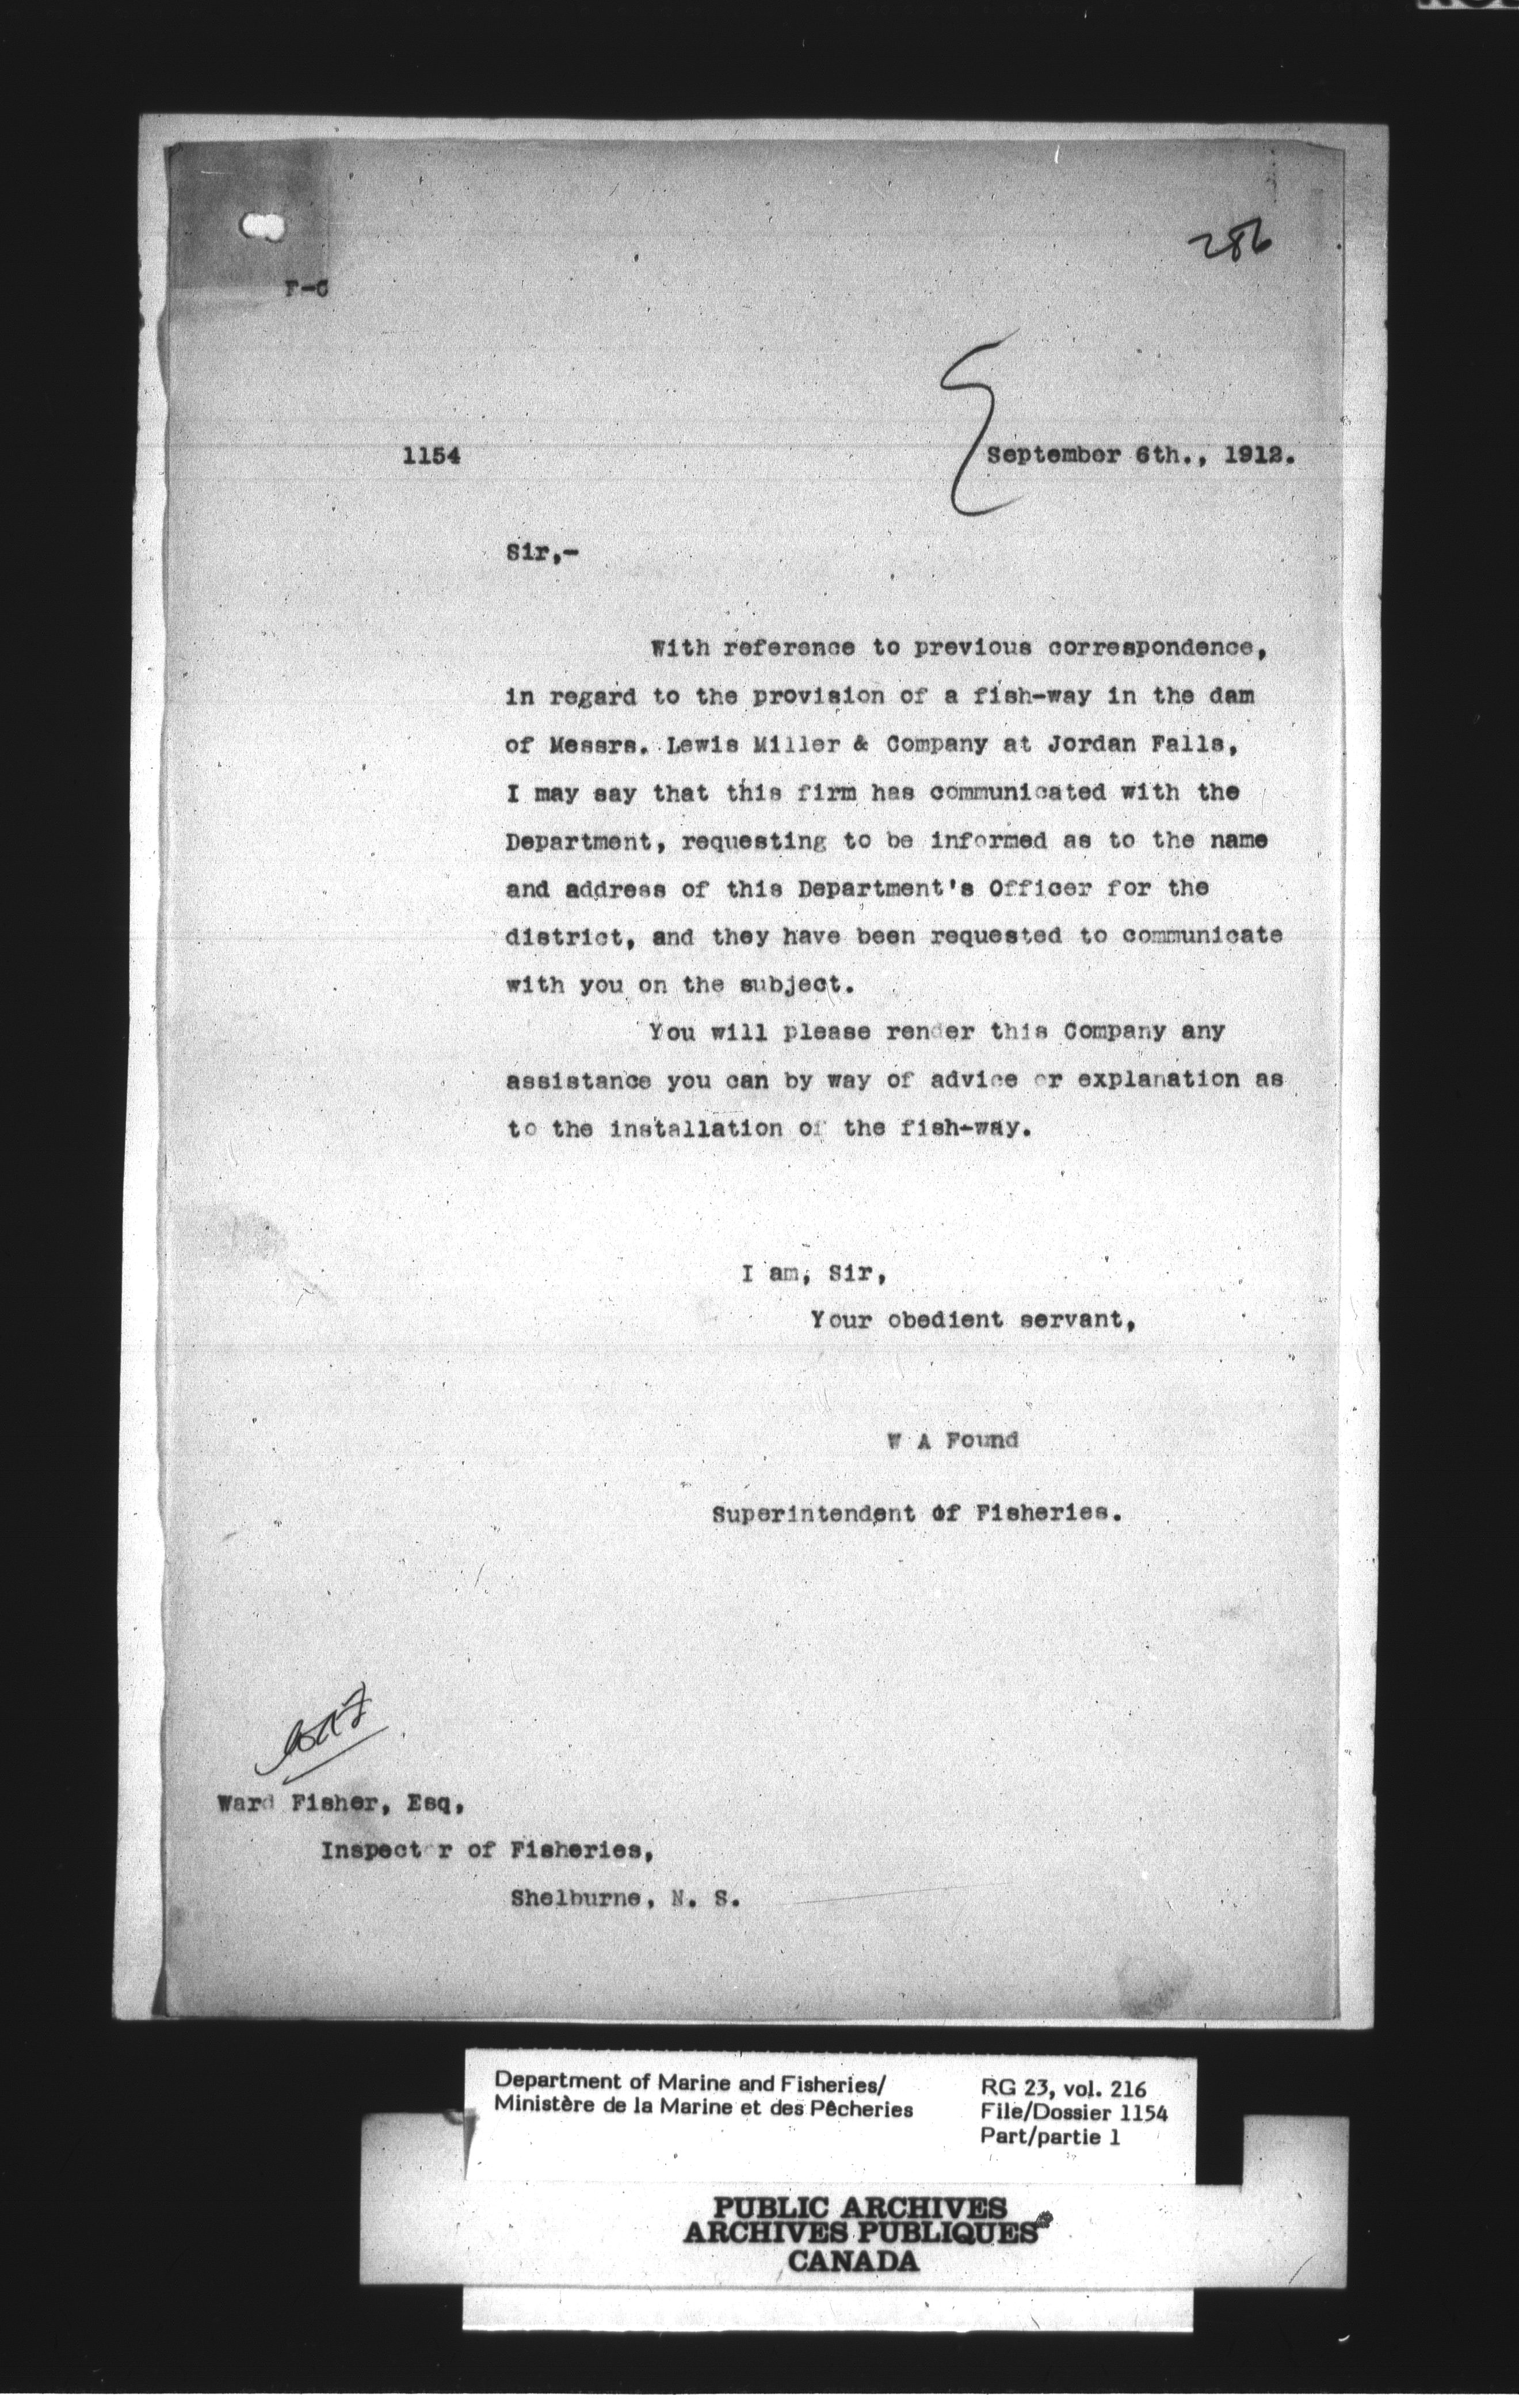 286
F-C
1154
September 6th., 1912.
Sir,-
With reference to previous correspondence,
in regard to the provision of a fish-way in the dam
of Messrs. Lewis Miller & Company at Jordan Falls,
I may say that this firm has communicated with the
Department, requesting to be informed as to the name
and address of this Department's Officer for the
district, and they have been requested to communicate
with you on the subject.
You will please render this Company any
assistance you can by way of advice or explanation as
to the installation of the fish-way.
I am, Sir,
Your obedient servant,
W A Found
Superintendent of Fisheries.
Ward Fisher, Esq,
Inspector of Fisheries,
Shelburne, N. S.
Department of Marine and Fisheries/
Ministère de la Marine et des Pêcheries
RG 23, vol. 216
File/Dossier 1154
Part/partie 1
PUBLIC ARCHIVES
ARCHIVES PUBLIQUES
CANADA